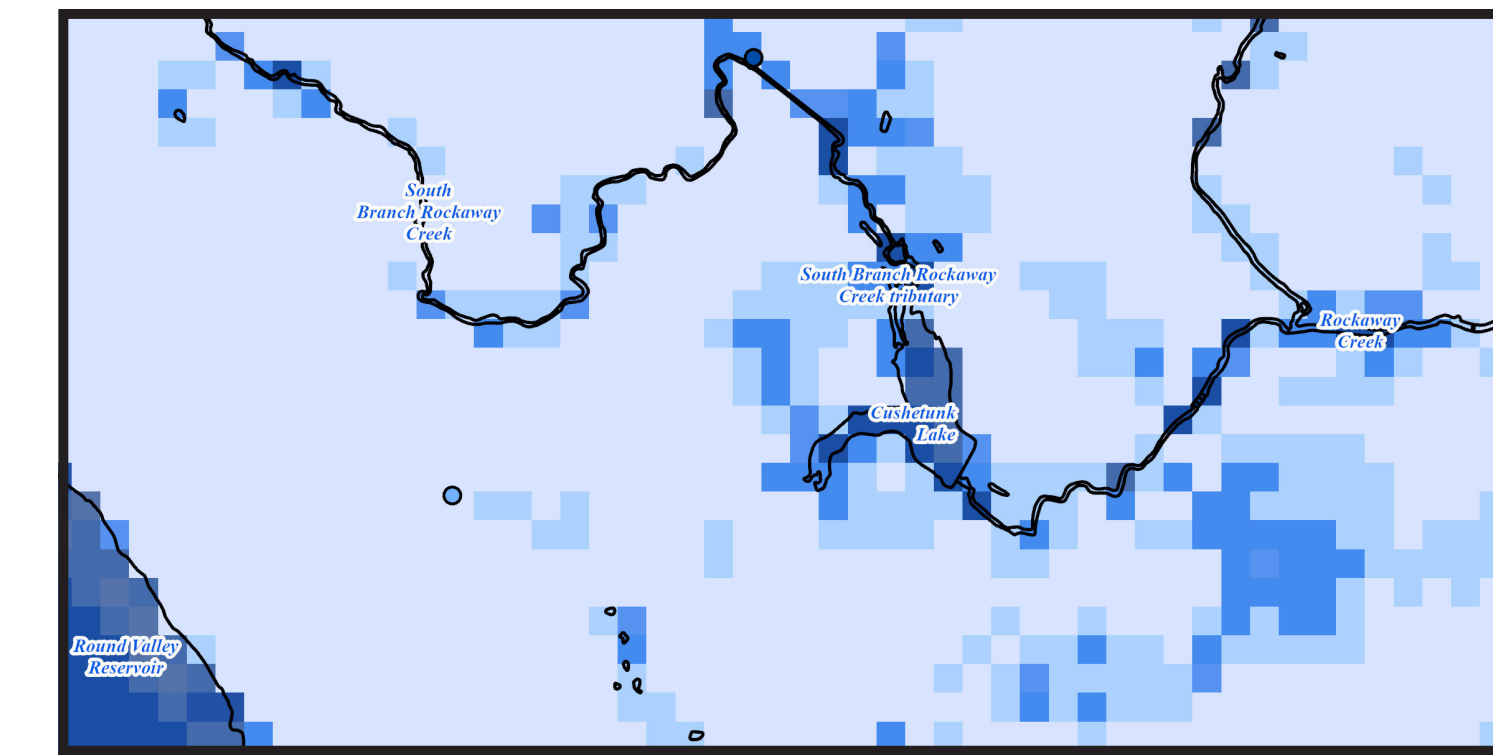 South
Branch Rockaway
Creek
South Branch Rockaway
Creek tributary
Rockaway
Creek
Cushetunk
Lake
Round Valley
Reservoir